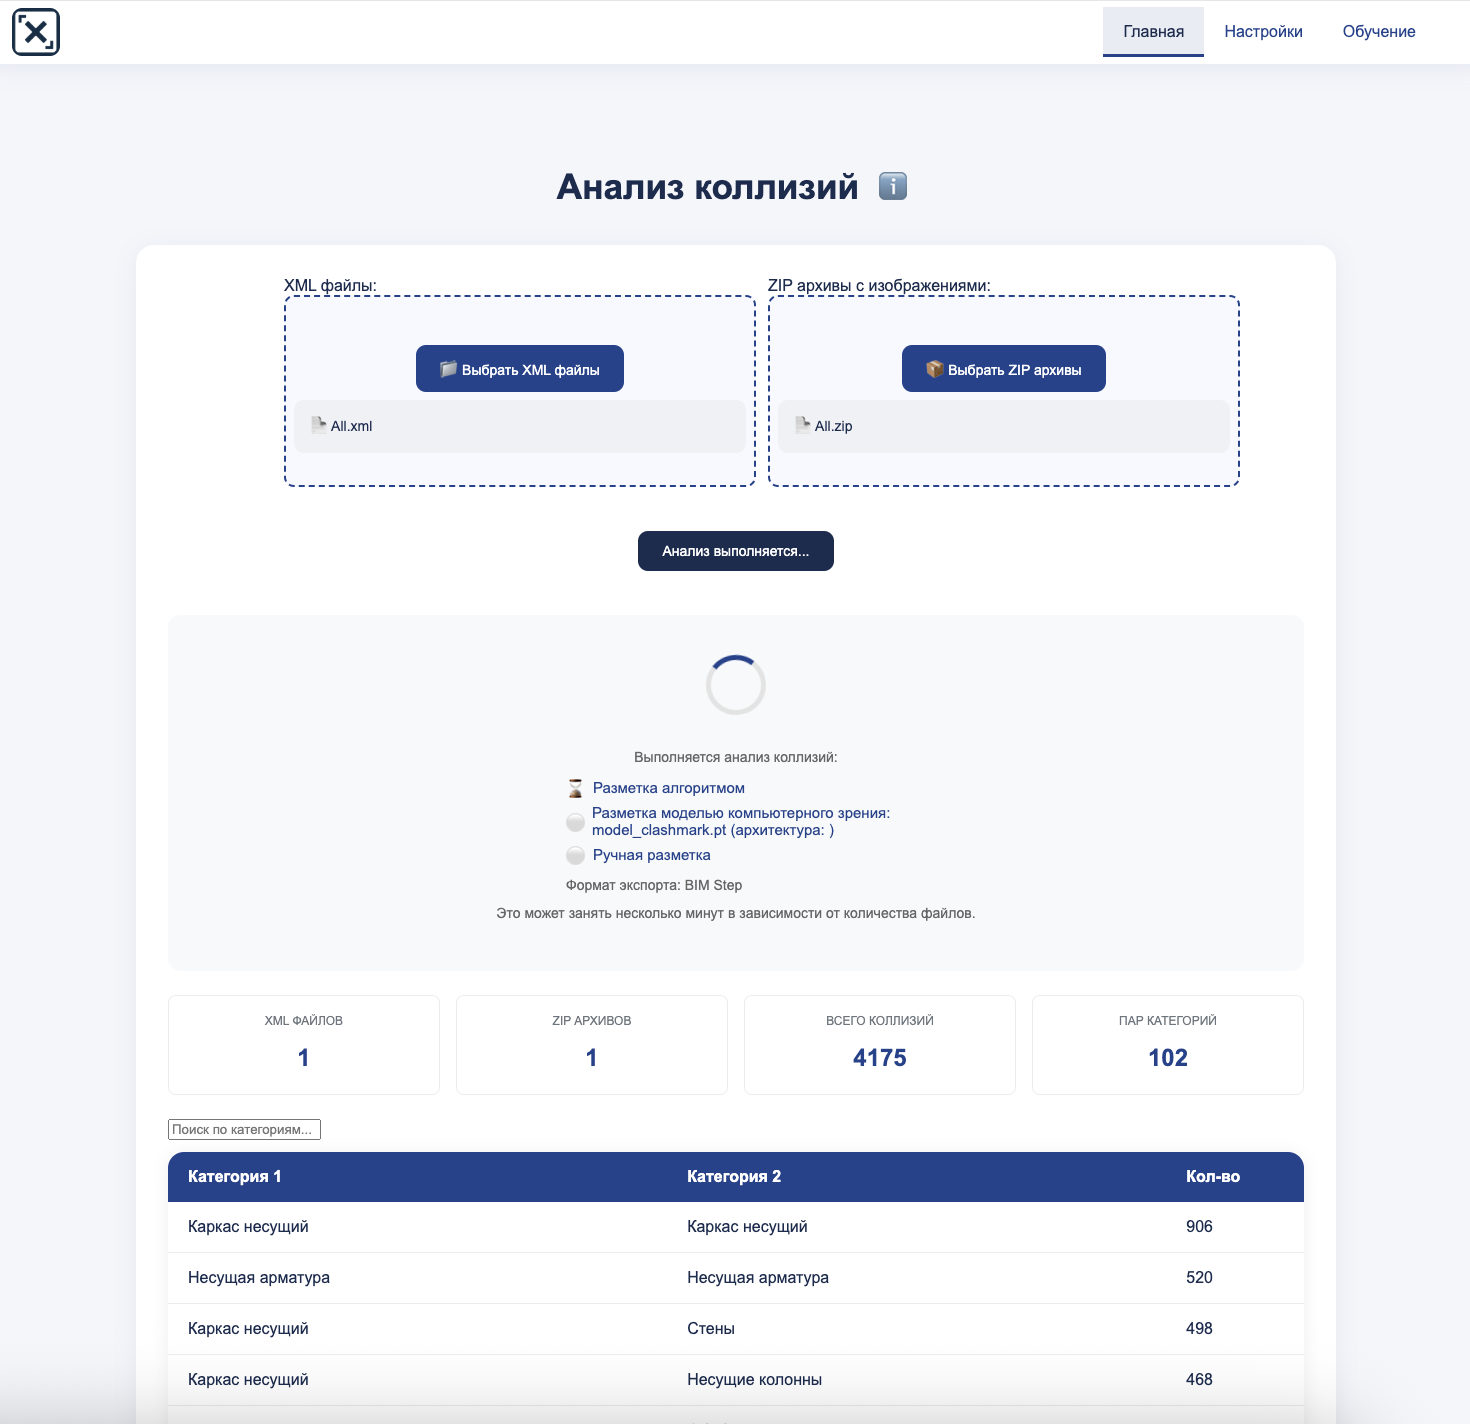 Главная Настройки Обучение
Анализ коллизий
XML файлы: ZIP архивы с изображениями:
Выбрать XML файлы Выбрать ZIP архивы
All.xml All.zip
Анализ выполняется...
Выполняется анализ коллизий:
Разметка алгоритмом
Разметка моделью компьютерного зрения:
model_clashmark.pt (архитектура: )
Ручная разметка
Формат экспорта: BIM Step
Это может занять несколько минут в зависимости от количества файлов.
XML ФАЙЛОВ ZIP АРХИВОВ ВСЕГО КОЛЛИЗИЙ ПАР КАТЕГОРИЙ
1 1 4175 102
Поиск по категориям...
Категория 1 Категория 2 Кол-во
Каркас несущий Каркас несущий 906
Несущая арматура Несущая арматура 520
Каркас несущий Стены 498
Каркас несущий Несущие колонны 468